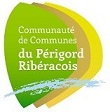 Communauté
de Communes
du Périgord
Ribéracois